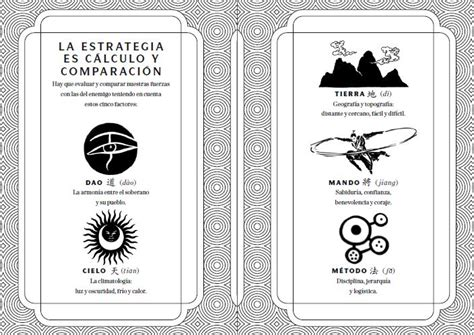 LA ESTRATEGIA
ES CÁLCULO Y
COMPARACIÓN
Hay que evaluar y comparar nuestras fuerzas
con las del enemigo teniendo en cuenta
estos cinco factores.
DAO 道 (dào)
La armonía entre el soberano
y su pueblo.
CIELO 天 (tian)
La climatología:
luz y oscuridad, frío y calor.
TIERRA 地 (di)
Geografía y topografía:
distante y cercano, fácil y difícil.
MANDO 將 (jiang)
Sabiduría, confianza,
benevolencia y coraje.
MÉTODO 法 (fã)
Disciplina, jerarquía
y logística.